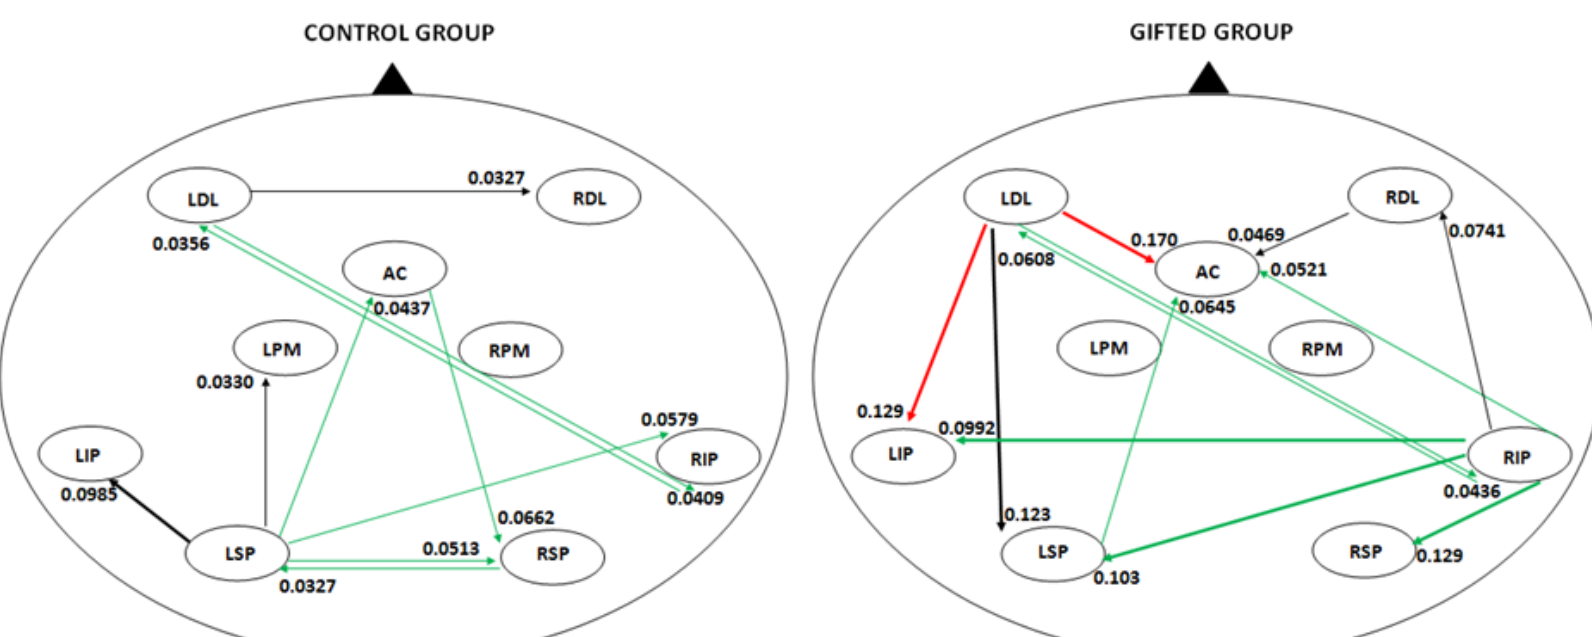 CONTROL GROUP
0.0327
LDL
RDL
0.0356
AC
0.0437
LPM
RPM
0.0330
0.0579
LIP
RIP
0.0985
0.0409
0.0662
LSP
0.0513
RSP
0.0327
GIFTED GROUP
LDL
RDL
0.170
0.0469
0.0741
0.0608
AC
0.0521
0.0645
LPM
RPM
0.129
0.0992
LIP
RIP
0.0436
0.123
LSP
RSP
0.129
0.103